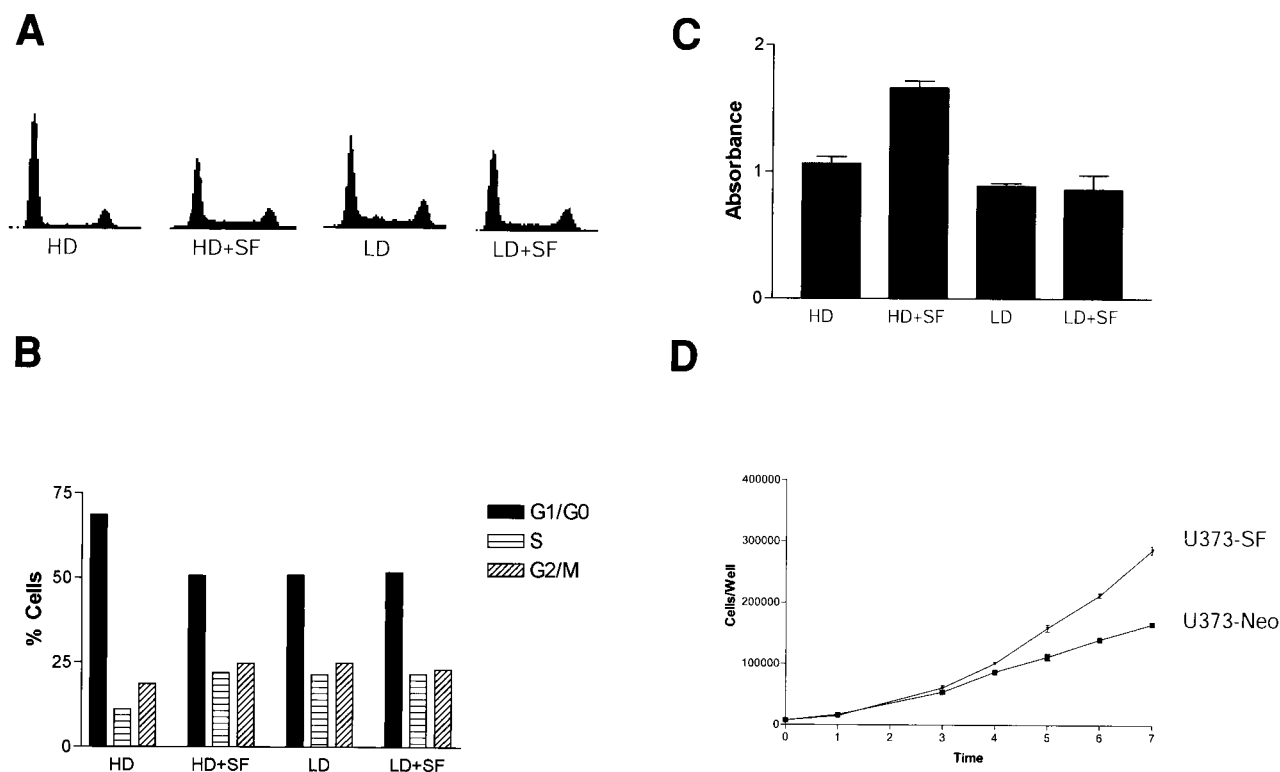 A
HD HD+SF LD LD+SF
B
75
50
25
0
% Cells
HD HD+SF LD LD+SF
G1/G0
S
G2/M
C
2
1
0
Absorbance
HD HD+SF LD LD+SF
D
400000
300000
200000
100000
0
Cells/Well
0 1 2 3 4 5 6 7
Time
U373-SF
U373-Neo